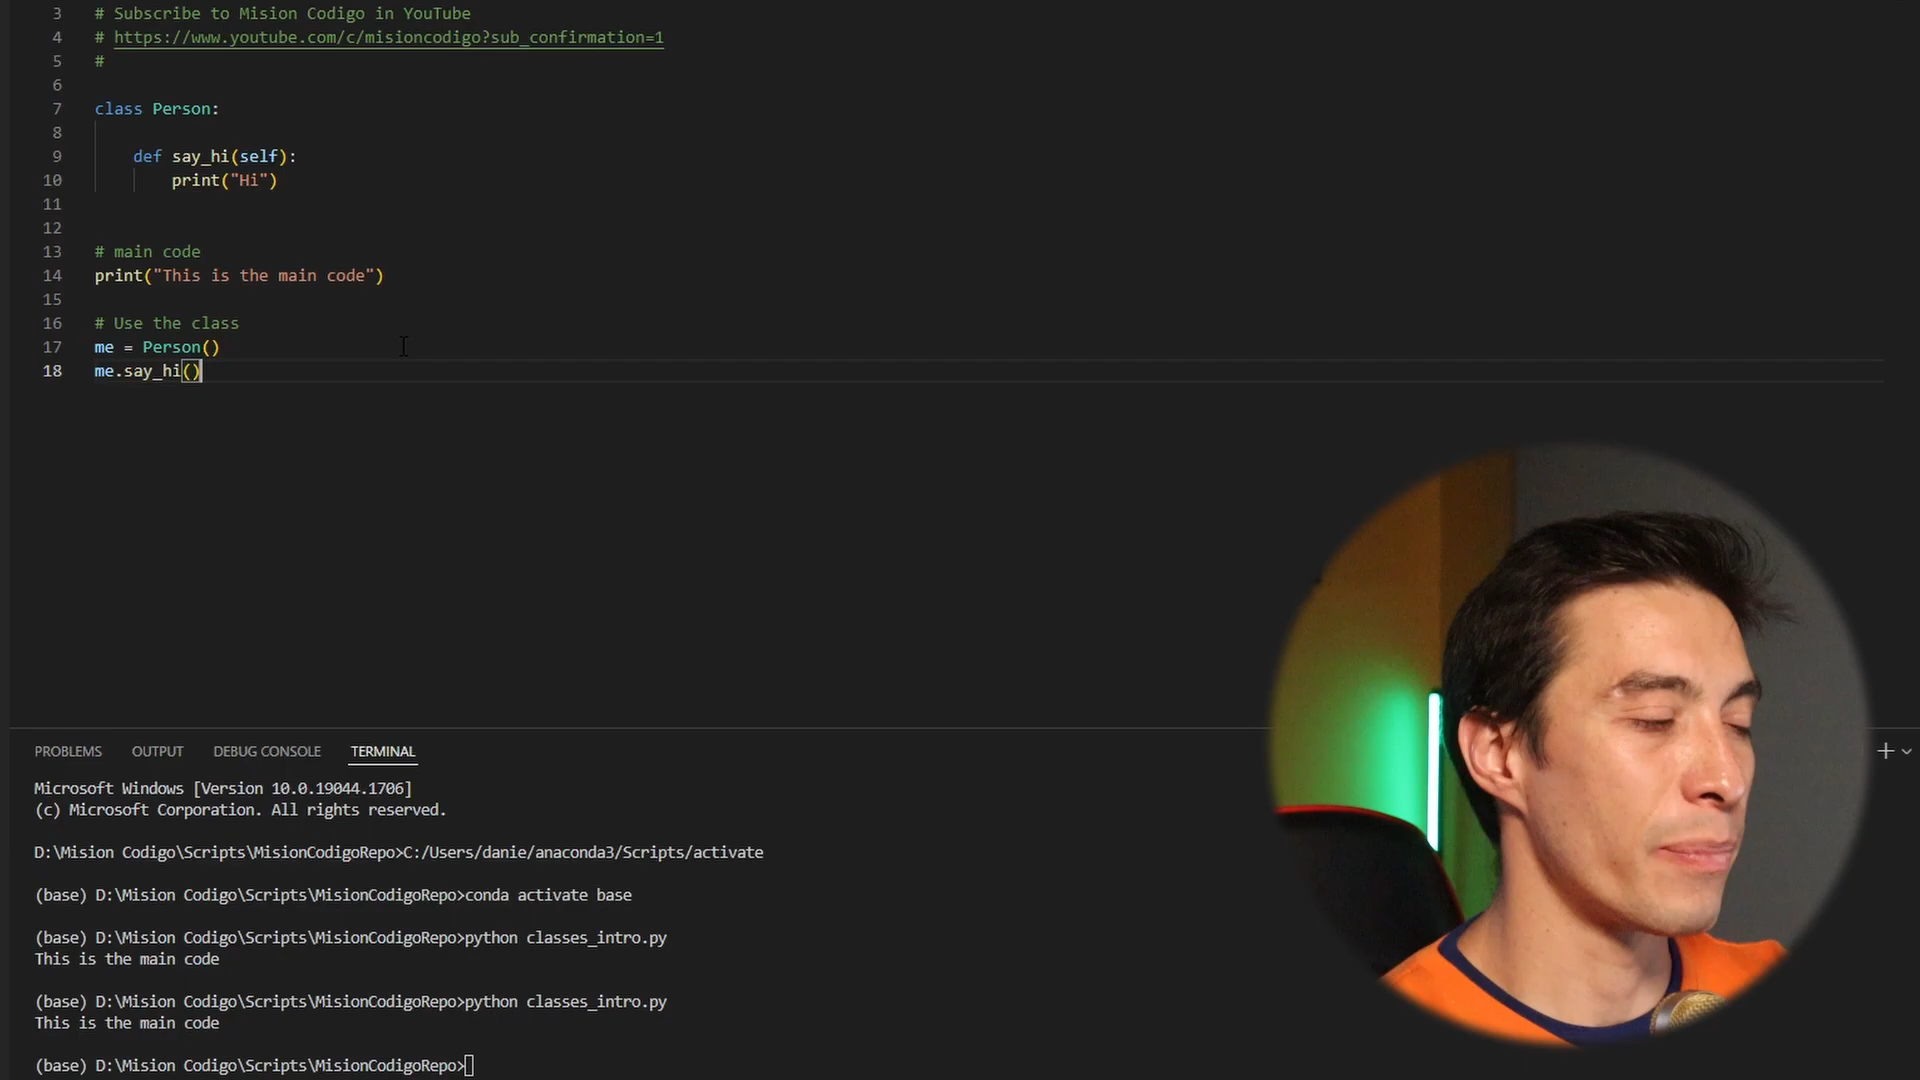 3 # Subscribe to Mision Codigo in YouTube
4 # https://www.youtube.com/c/misioncodigo?sub_confirmation=1
5 #
6
7 class Person:
8
9 def say_hi(self):
10 print("Hi")
11
12
13 # main code
14 print("This is the main code")
15
16 # Use the class
17 me = Person()
18 me.say_hi()
PROBLEMS OUTPUT DEBUG CONSOLE TERMINAL
Microsoft Windows [Version 10.0.19044.1706]
(c) Microsoft Corporation. All rights reserved.
D:\Mision Codigo\Scripts\MisionCodigoRepo>C:/Users/danie/anaconda3/Scripts/activate
(base) D:\Mision Codigo\Scripts\MisionCodigoRepo>conda activate base
(base) D:\Mision Codigo\Scripts\MisionCodigoRepo>python classes_intro.py
This is the main code
(base) D:\Mision Codigo\Scripts\MisionCodigoRepo>python classes_intro.py
This is the main code
(base) D:\Mision Codigo\Scripts\MisionCodigoRepo>